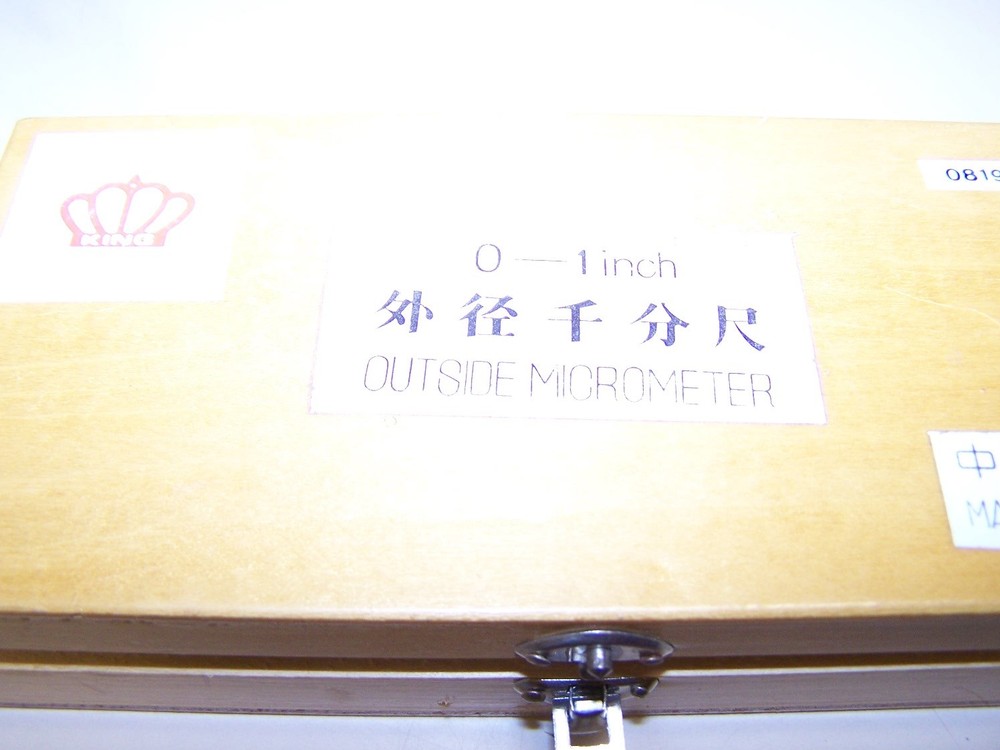 KING
0819
0 — 1 inch
外径千分尺
OUTSIDE MICROMETER
中
MA